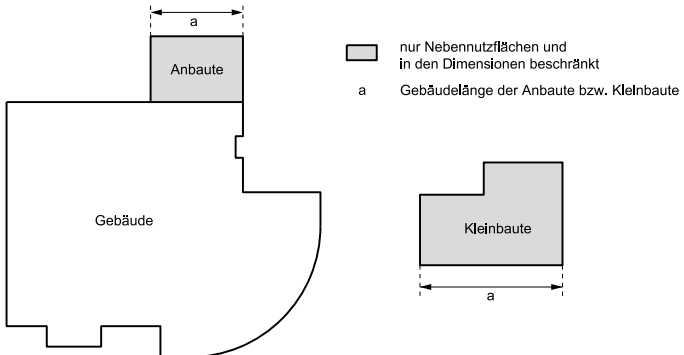 a
Anbaute
Gebäude
nur Nebennutzflächen und
in den Dimensionen beschränkt
a Gebäudelänge der Anbaute bzw. Kleinbaute
Kleinbaute
a